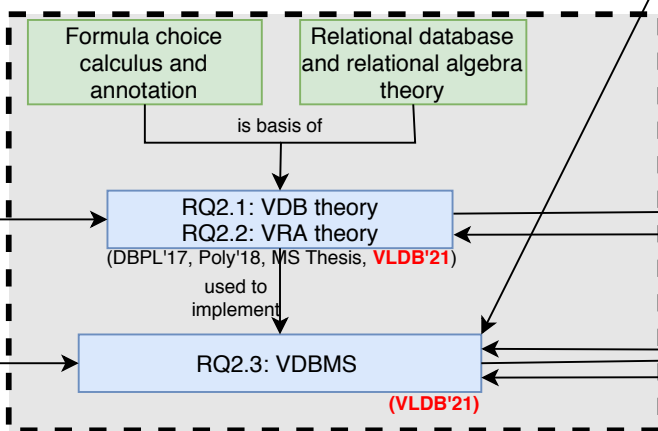 Formula choice
calculus and
annotation
Relational database
and relational algebra
theory
is basis of
RQ2.1: VDB theory
RQ2.2: VRA theory
(DBPL'17, Poly'18, MS Thesis, VLDB'21)
used to
implement
RQ2.3: VDBMS
(VLDB'21)